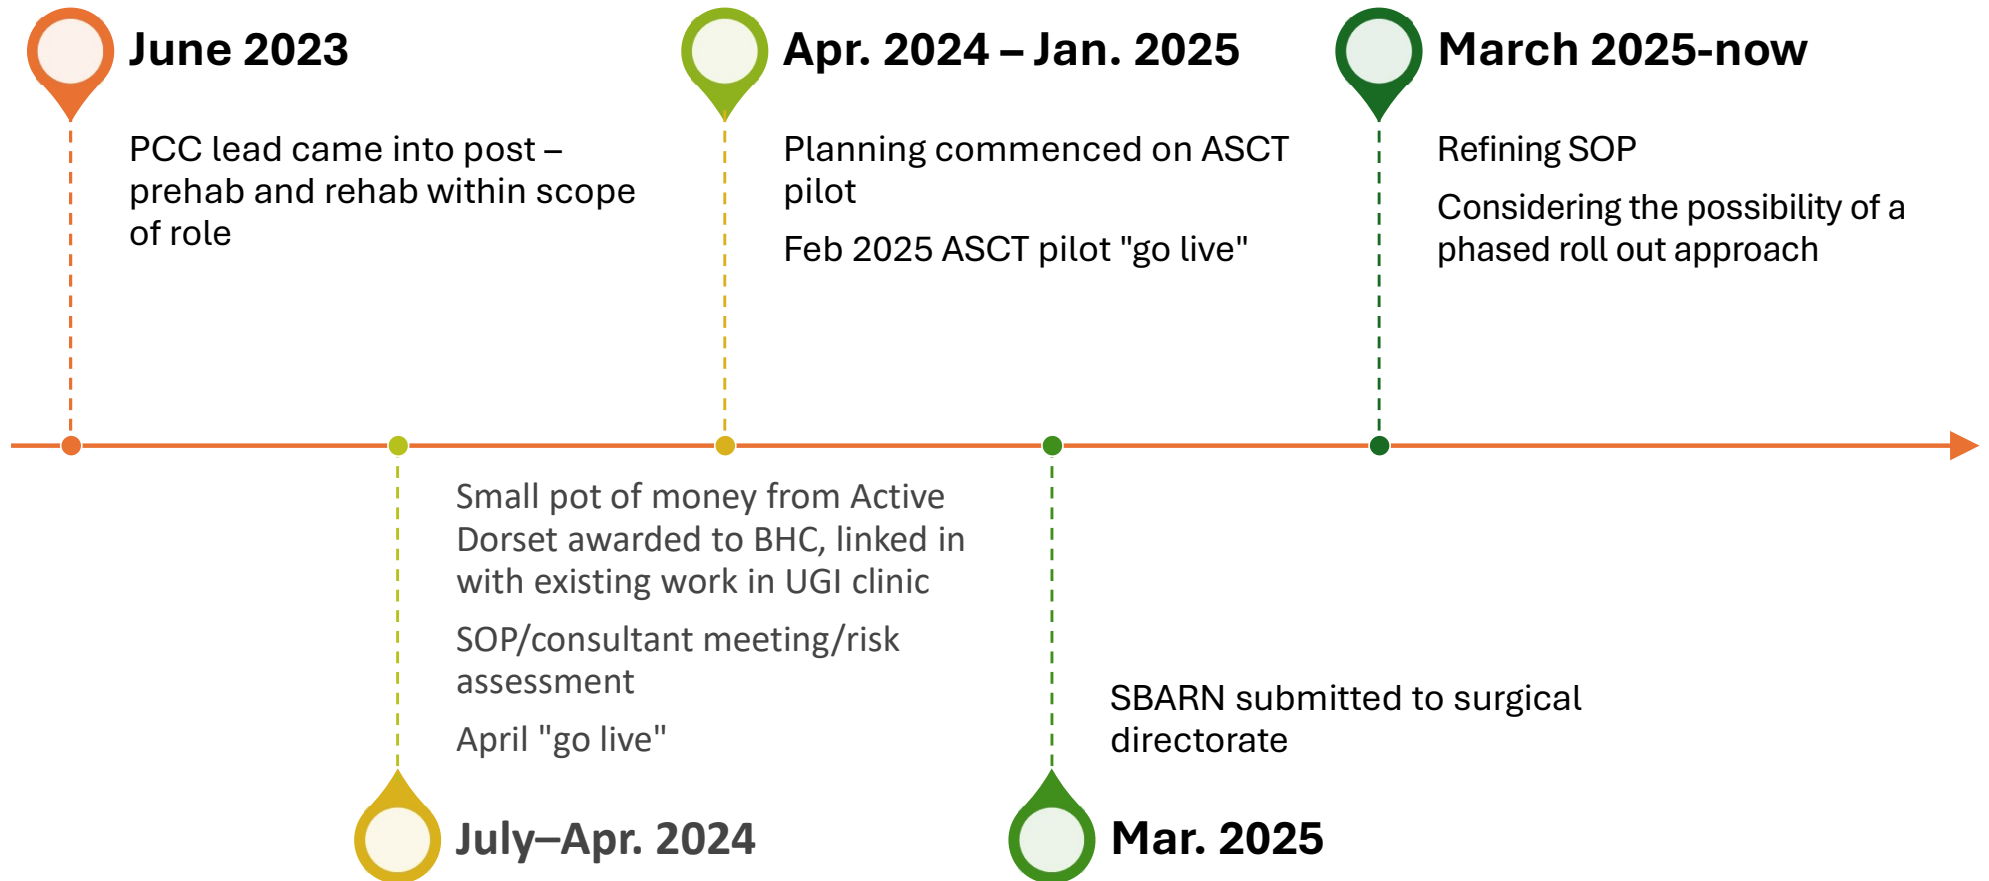 June 2023
PCC lead came into post –
prehab and rehab within scope
of role
Small pot of money from Active
Dorset awarded to BHC, linked in
with existing work in UGI clinic
SOP/consultant meeting/risk
assessment
April "go live"
July–Apr. 2024
Apr. 2024 – Jan. 2025
Planning commenced on ASCT
pilot
Feb 2025 ASCT pilot "go live"
SBARN submitted to surgical
directorate
Mar. 2025
March 2025-now
Refining SOP
Considering the possibility of a
phased roll out approach